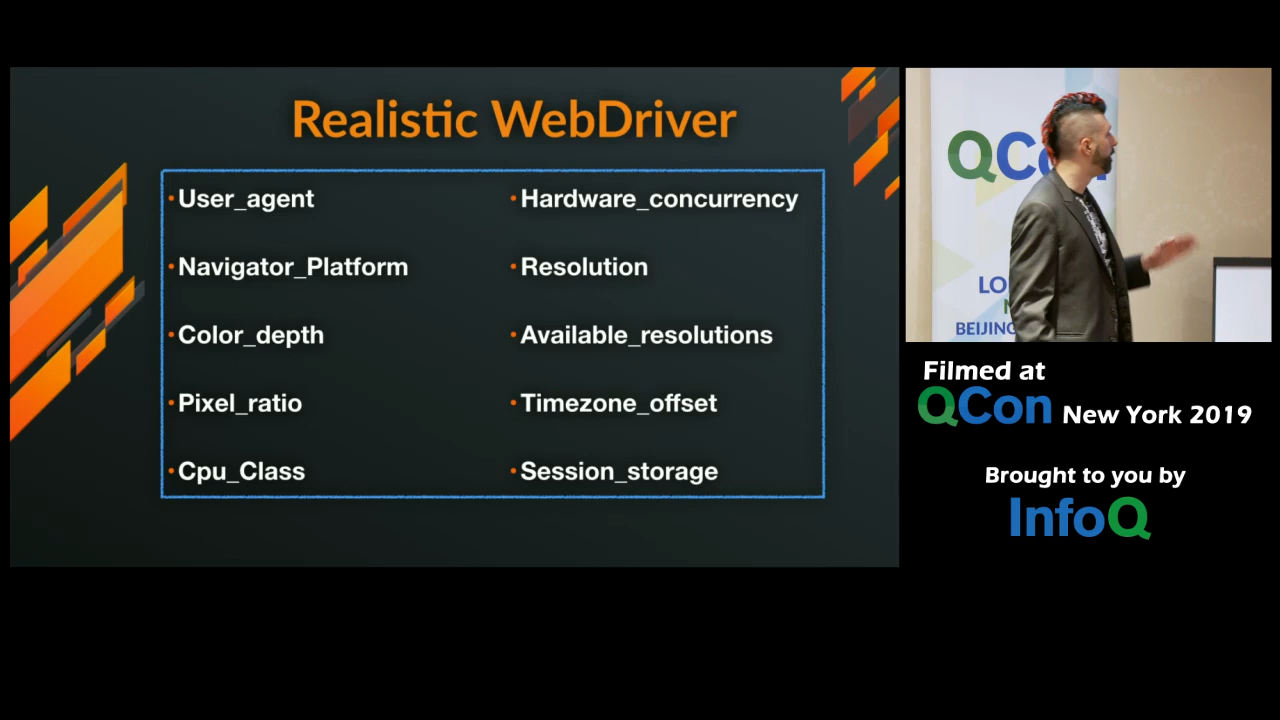 Realistic WebDriver
•User_agent
•Navigator_Platform
•Color_depth
•Pixel_ratio
•Cpu_Class
•Hardware_concurrency
•Resolution
•Available_resolutions
•Timezone_offset
•Session_storage
QCon
LO
BEIJING
Filmed at
QCon New York 2019
Brought to you by
InfoQ